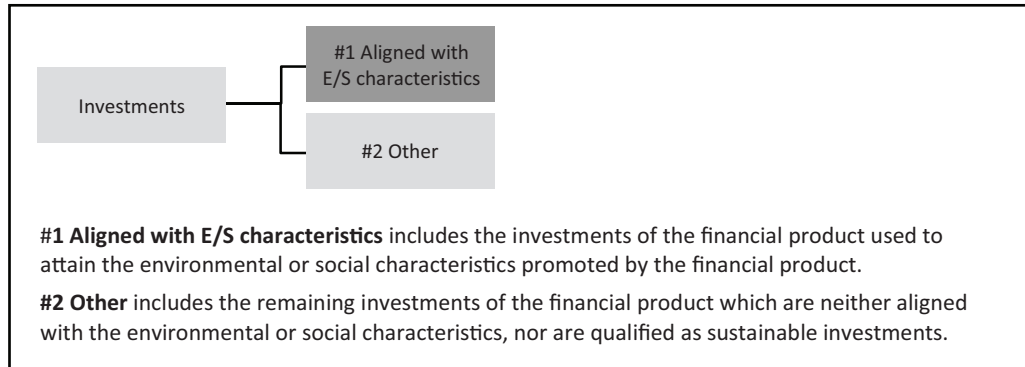 #1 Aligned with
E/S characteristics
Investments
#2 Other
#1 Aligned with E/S characteristics includes the investments of the financial product used to
attain the environmental or social characteristics promoted by the financial product.
#2 Other includes the remaining investments of the financial product which are neither aligned
with the environmental or social characteristics, nor are qualified as sustainable investments.